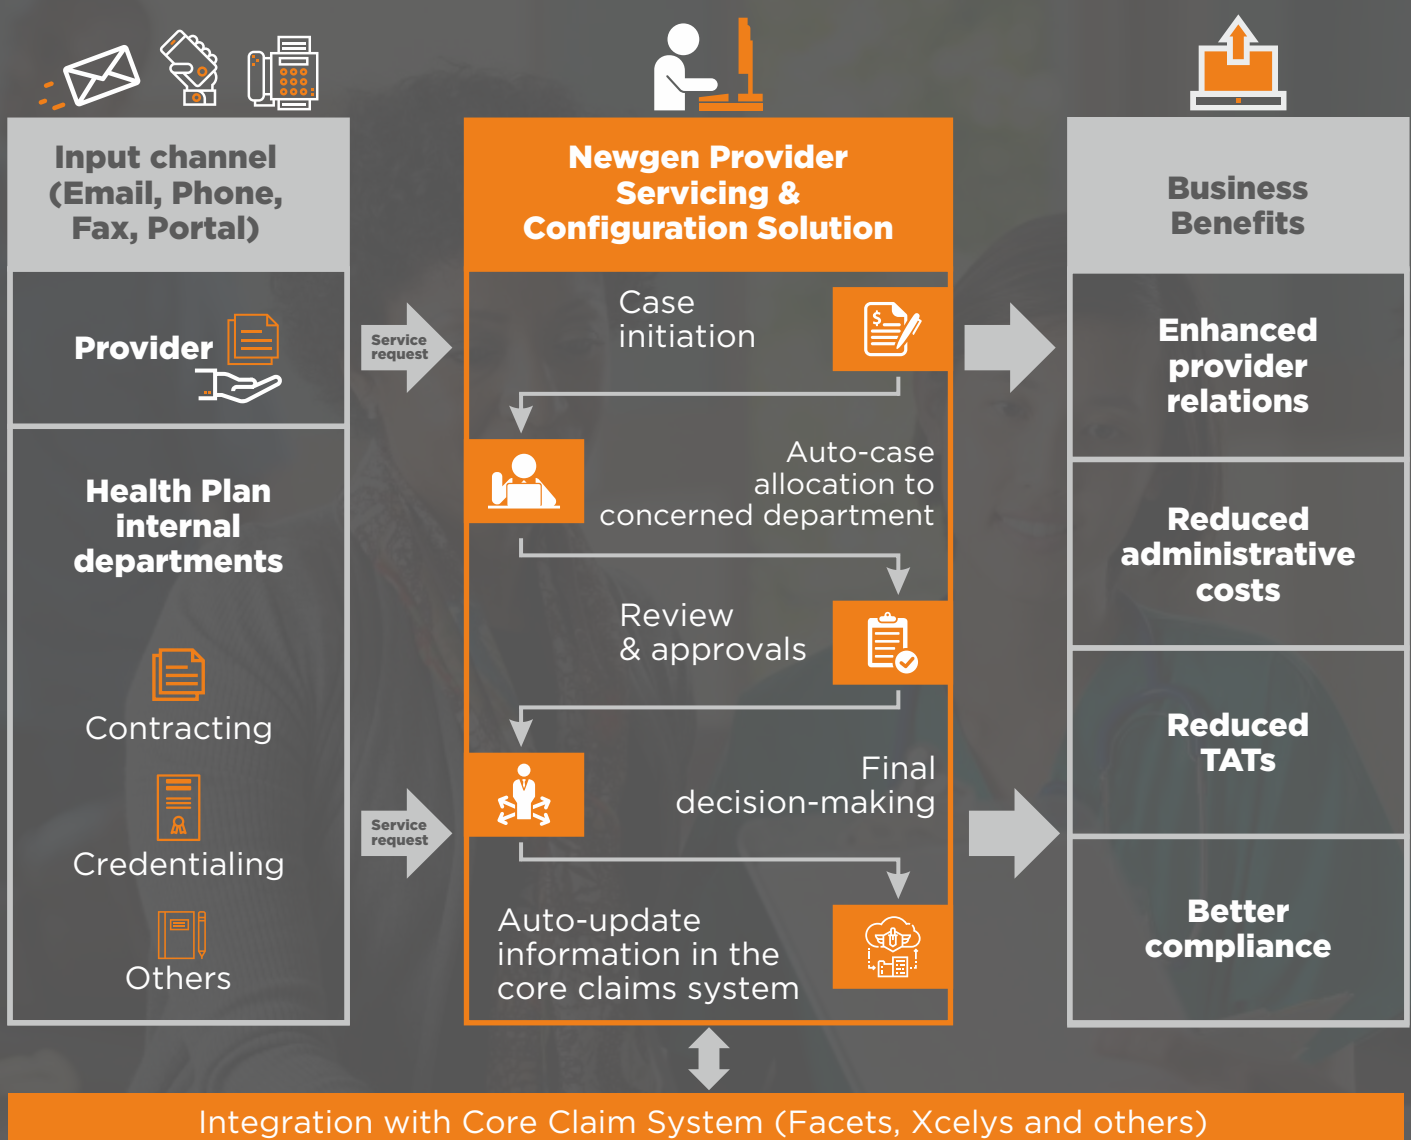 Input channel
(Email, Phone,
Fax, Portal)
Provider
Health Plan
internal
departments
Contracting
Credentialing
Others
Service
request
Service
request
Newgen Provider
Servicing &
Configuration Solution
Case
initiation
Auto-case
allocation to
concerned department
Review
& approvals
Final
decision-making
Auto-update
information in the
core claims system
Business
Benefits
Enhanced
provider
relations
Reduced
administrative
costs
Reduced
TATs
Better
compliance
Integration with Core Claim System (Facets, Xcelys and others)